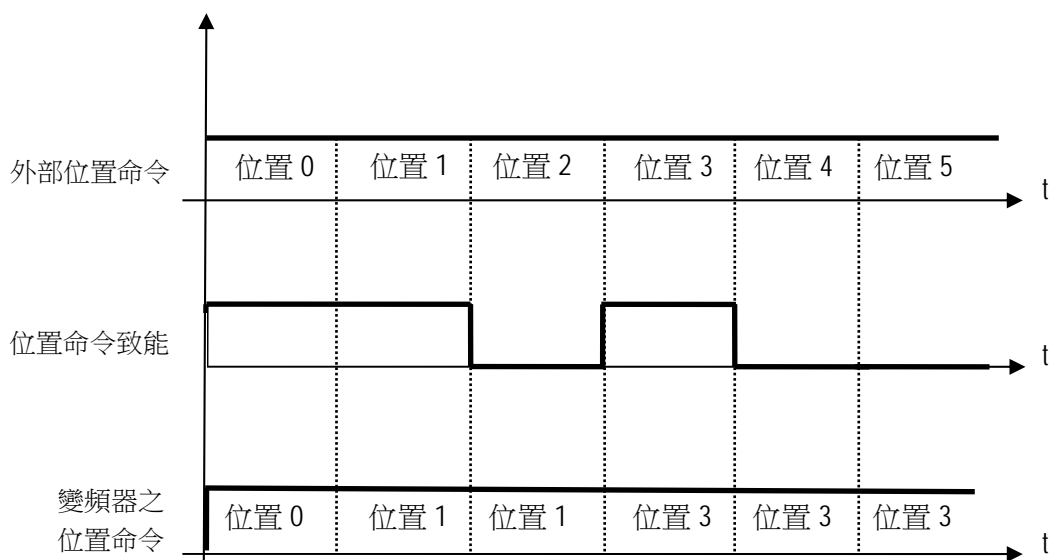 外部位置命令
位置 0 位置 1 位置 2 位置 3 位置 4 位置 5
t
位置命令致能
t
變頻器之
位置命令
位置 0 位置 1 位置 1 位置 3 位置 3 位置 3
t